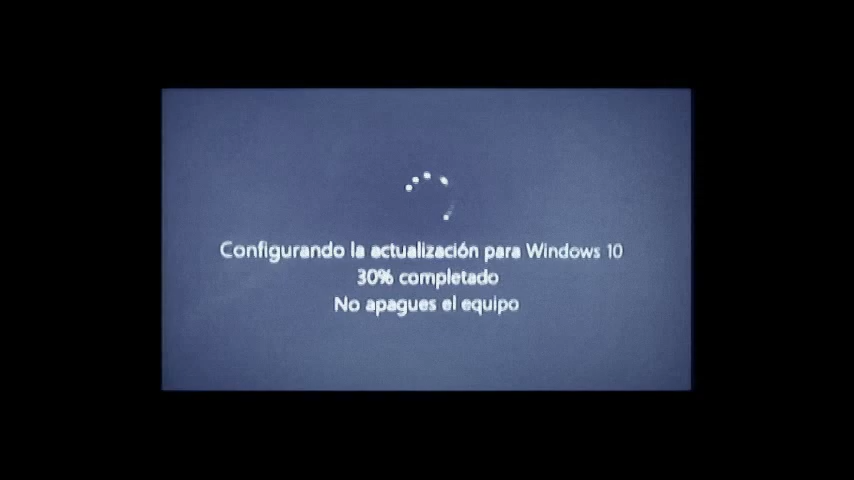 Configurando la actualización para Windows 10
30% completado
No apagues el equipo